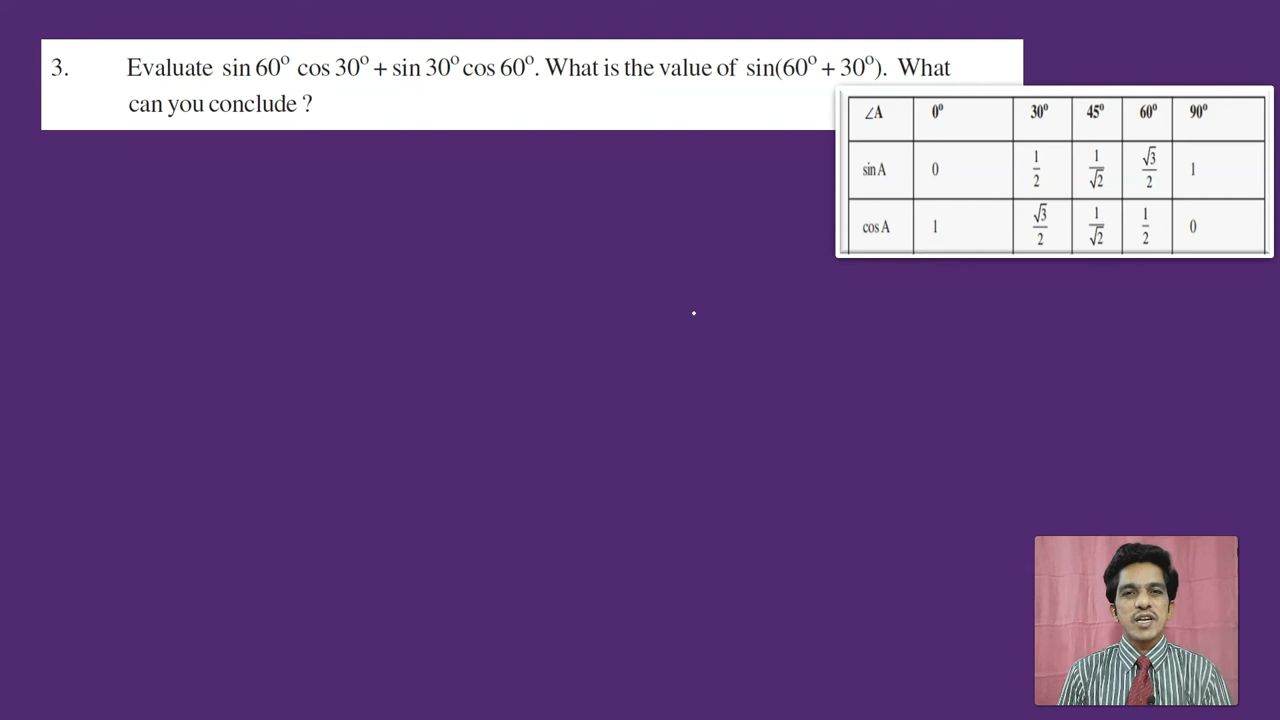 3. Evaluate sin 60° cos 30° + sin 30° cos 60°. What is the value of sin(60° + 30°). What
can you conclude ?
∠A 0° 30° 45° 60° 90°
sin A 0 1/2 1/√2 √3/2 1
cos A 1 √3/2 1/√2 1/2 0